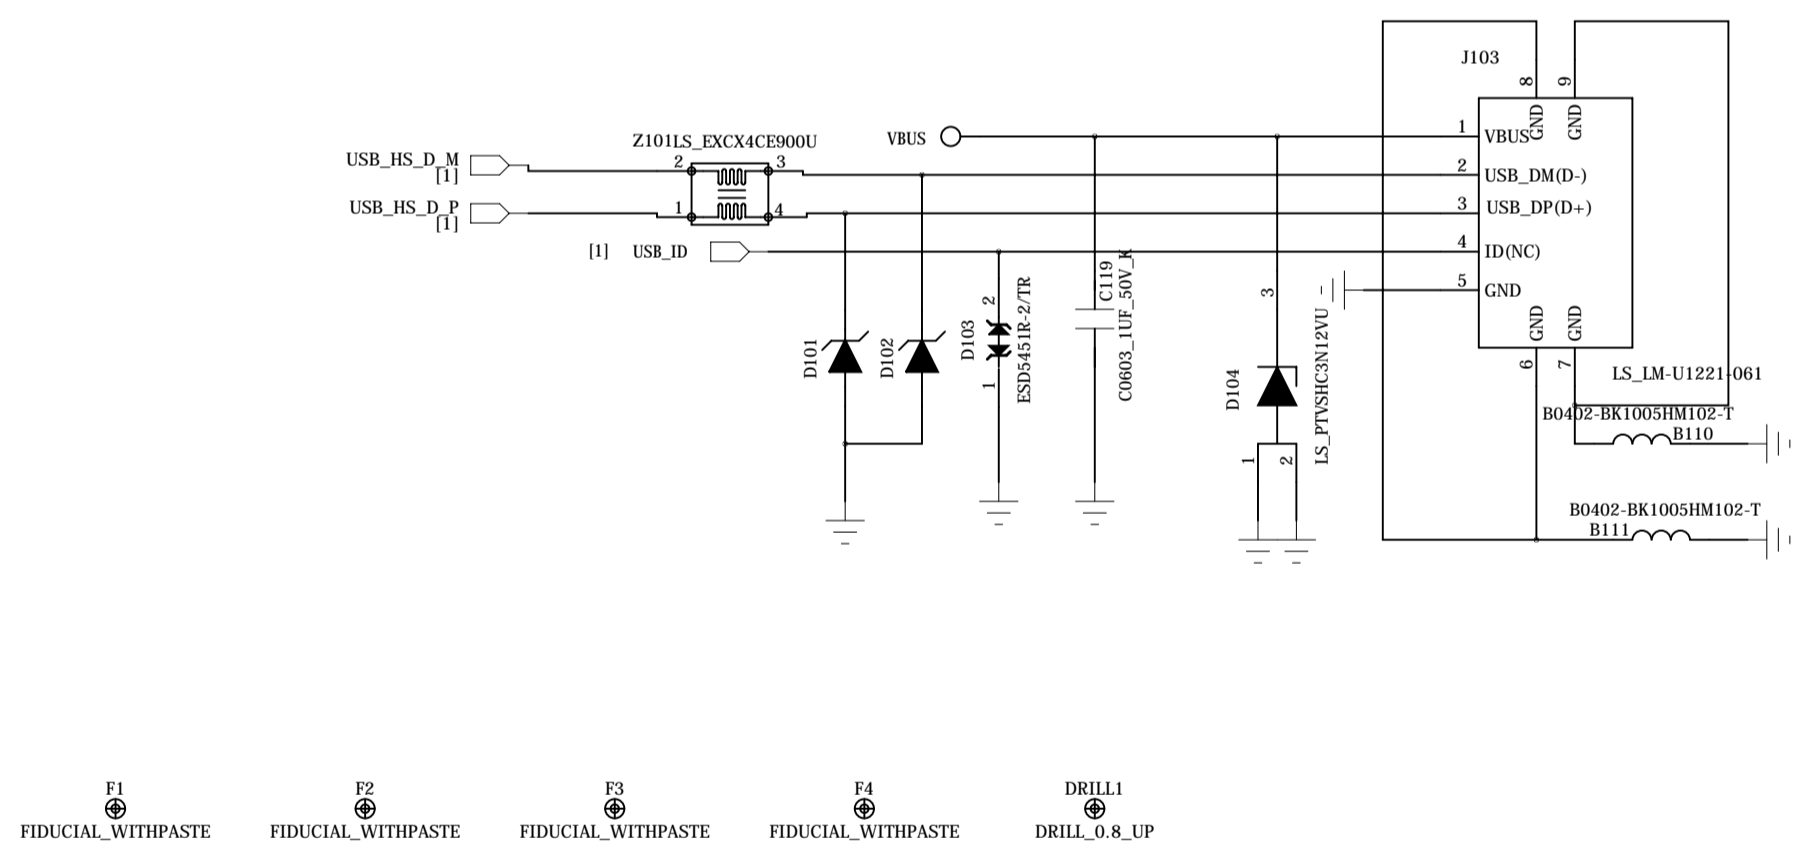 J103
8
9
GND
GND
1
VBUS
VBUS
Z101LS_EXCX4CE900U
USB_HS_D_M
[1]
2
3
2
USB_DM(D-)
USB_HS_D_P
[1]
1
4
3
USB_DP(D+)
[1]
USB_ID
4
ID(NC)
5
GND
GND
GND
6
7
D101
D102
D103
2
1
ESD5451R-2/TR
C119
C0603_1UF_50V_K
3
D104
1
2
LS_PTVSHC3N12VU
LS_LM-U1221-061
B0402-BK1005HM102-T
B110
B0402-BK1005HM102-T
B111
F1
FIDUCIAL_WITHPASTE
F2
FIDUCIAL_WITHPASTE
F3
FIDUCIAL_WITHPASTE
F4
FIDUCIAL_WITHPASTE
DRILL1
DRILL_0.8_UP